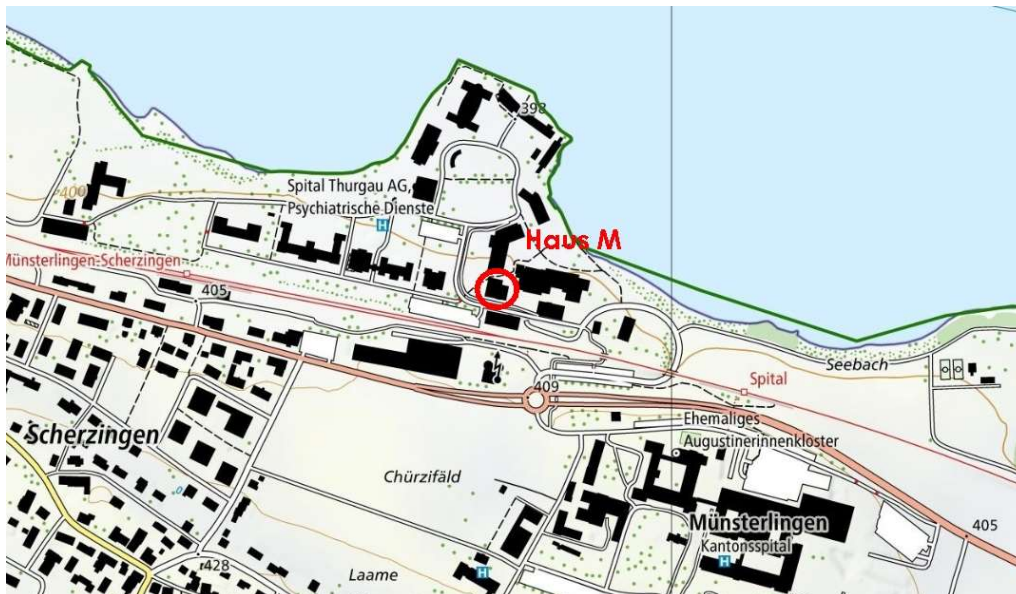 398
Spital Thurgau AG,
Psychiatrische Dienste
H
400
Haus M
Münsterlingen-Scherzingen
405
Seebach
Spital
409
Ehemaliges
Augustinerinnenkloster
Scherzingen
Chürzifäld
Münsterlingen
Kantonsspital
405
428
Laame
H
H